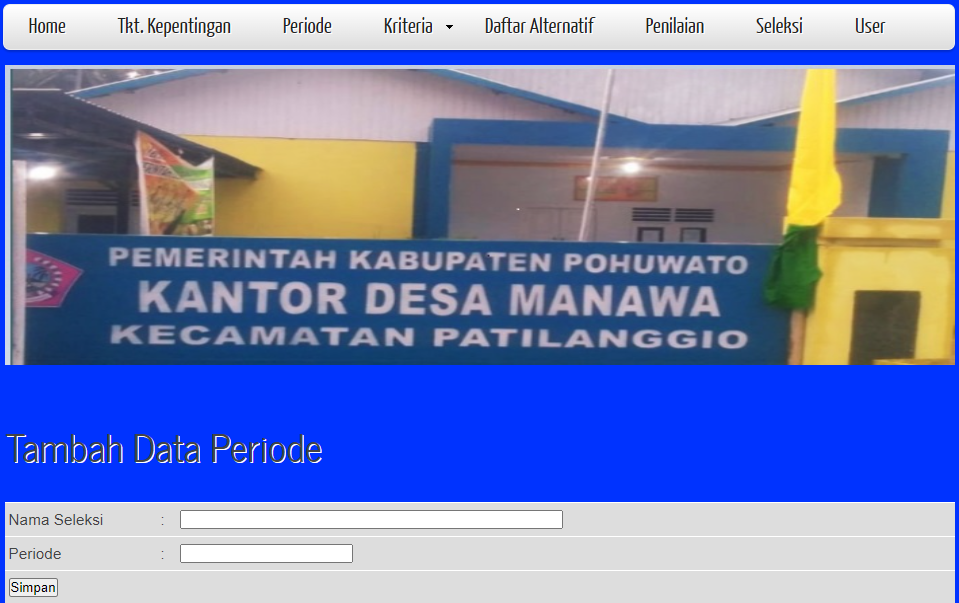 Home Tkt. Kepentingan Periode Kriteria Daftar Alternatif Penilaian Seleksi User
PEMERINTAH KABUPATEN POHUWATO
KANTOR DESA MANAWA
KECAMATAN PATILANGGIO
Tambah Data Periode
Nama Seleksi :
Periode :
Simpan